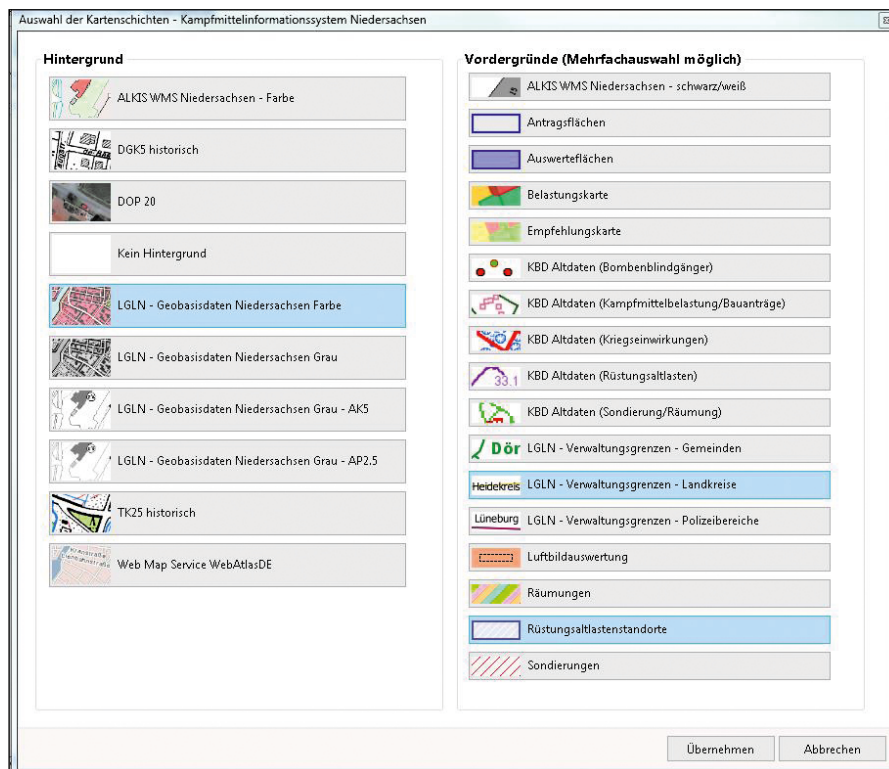 Auswahl der Kartenschichten - Kampfmittelinformationssystem Niedersachsen
Hintergrund
ALKIS WMS Niedersachsen - Farbe
DGK5 historisch
DOP 20
Kein Hintergrund
LGLN - Geobasisdaten Niedersachsen Farbe
LGLN - Geobasisdaten Niedersachsen Grau
LGLN - Geobasisdaten Niedersachsen Grau - AK5
LGLN - Geobasisdaten Niedersachsen Grau - AP2.5
TK25 historisch
Web Map Service WebAtlasDE
Vordergründe (Mehrfachauswahl möglich)
ALKIS WMS Niedersachsen - schwarz/weiß
Antragsflächen
Auswerteflächen
Belastungskarte
Empfehlungskarte
KBD Altdaten (Bombenblindgänger)
KBD Altdaten (Kampfmittelbelastung/Bauanträge)
KBD Altdaten (Kriegseinwirkungen)
33.1 KBD Altdaten (Rüstungsaltlasten)
KBD Altdaten (Sondierung/Räumung)
Dör LGLN - Verwaltungsgrenzen - Gemeinden
Heidekreis LGLN - Verwaltungsgrenzen - Landkreise
Lüneburg LGLN - Verwaltungsgrenzen - Polizeibereiche
Luftbildauswertung
Räumungen
Rüstungsaltlastenstandorte
Sondierungen
Übernehmen Abbrechen